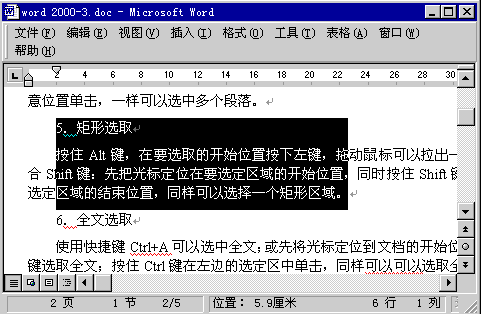 word 2000-3.doc - Microsoft Word
文件(F) 编辑(E) 视图(V) 插入(I) 格式(O) 工具(T) 表格(A) 窗口(W)
帮助(H)
2 4 6 8 10 12 14 16 18 20 22 24 26 28 30
意位置单击，一样可以选中多个段落。
5．矩形选取
按住 Alt 键，在要选取的开始位置按下左键，拖动鼠标可以拉出一
合 Shift 键：先把光标定位在要选定区域的开始位置，同时按住 Shift 键
选定区域的结束位置，同样可以选择一个矩形区域。
6．全文选取
使用快捷键 Ctrl+A 可以选中全文；或先将光标定位到文档的开始位
键选取全文；按住 Ctrl 键在左边的选定区中单击，同样可以可以选取全
2 页 1 节 2/5 位置： 5.9厘米 6 行 1 列